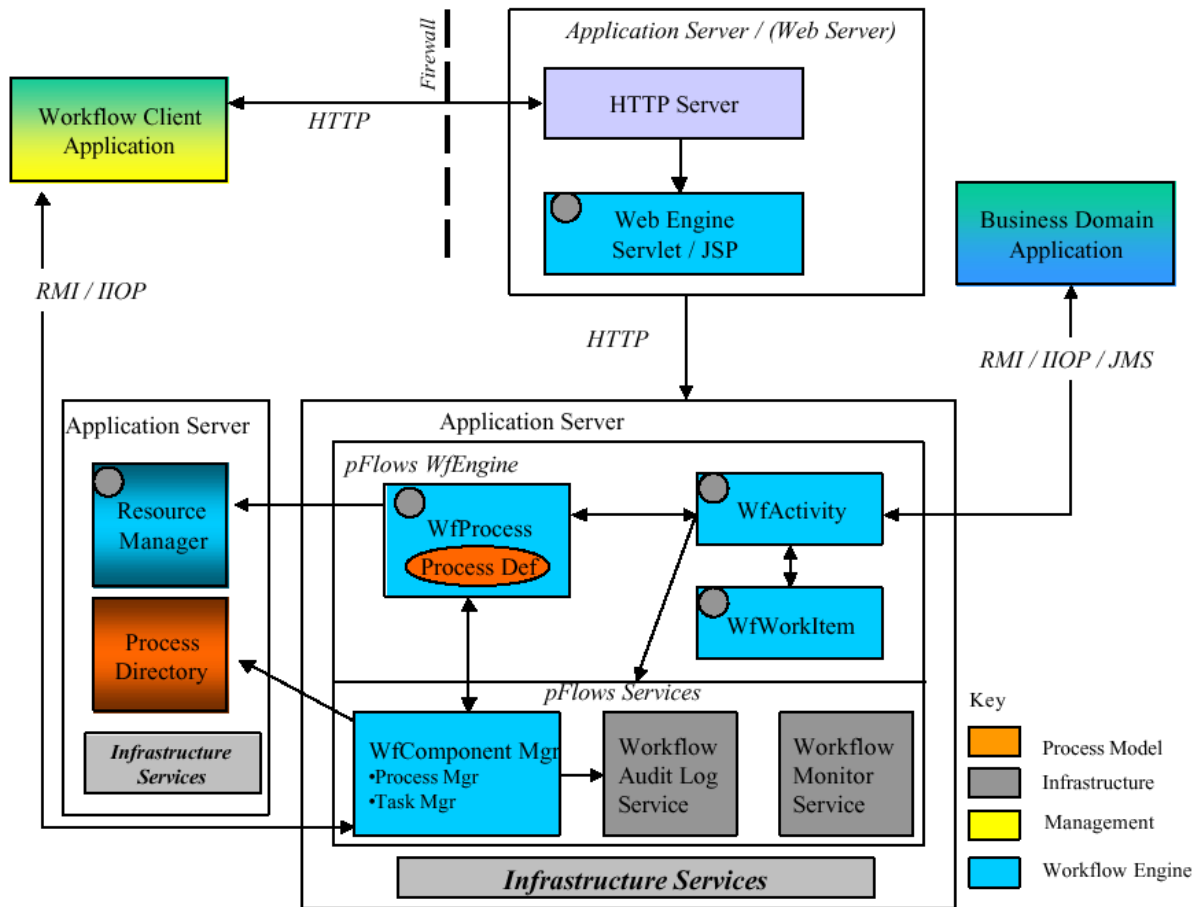 Application Server / (Web Server)
Firewall
HTTP Server
Workflow Client
Application
HTTP
Web Engine
Servlet / JSP
Business Domain
Application
RMI / IIOP
HTTP
RMI / IIOP / JMS
Application Server
Resource
Manager
Process
Directory
Infrastructure
Services
Application Server
pFlows WfEngine
WfProcess
Process Def
WfActivity
WfWorkItem
pFlows Services
WfComponent Mgr
•Process Mgr
•Task Mgr
Workflow
Audit Log
Service
Workflow
Monitor
Service
Infrastructure Services
Key
Process Model
Infrastructure
Management
Workflow Engine